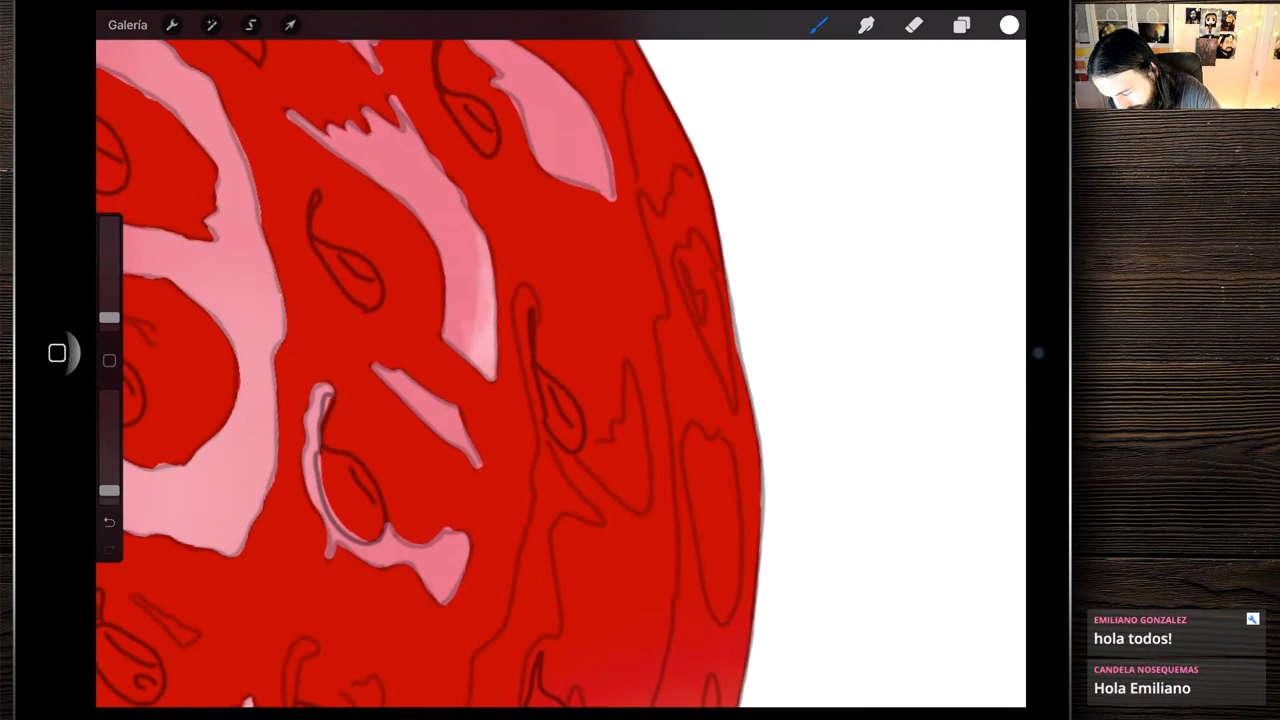 Galería
EMILIANO GONZALEZ
hola todos!
CANDELA NOSEQUEMAS
Hola Emiliano